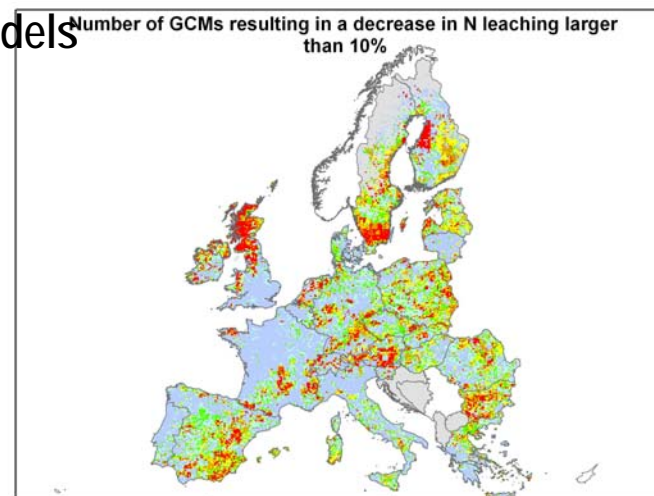 dels
Number of GCMs resulting in a decrease in N leaching larger
than 10%